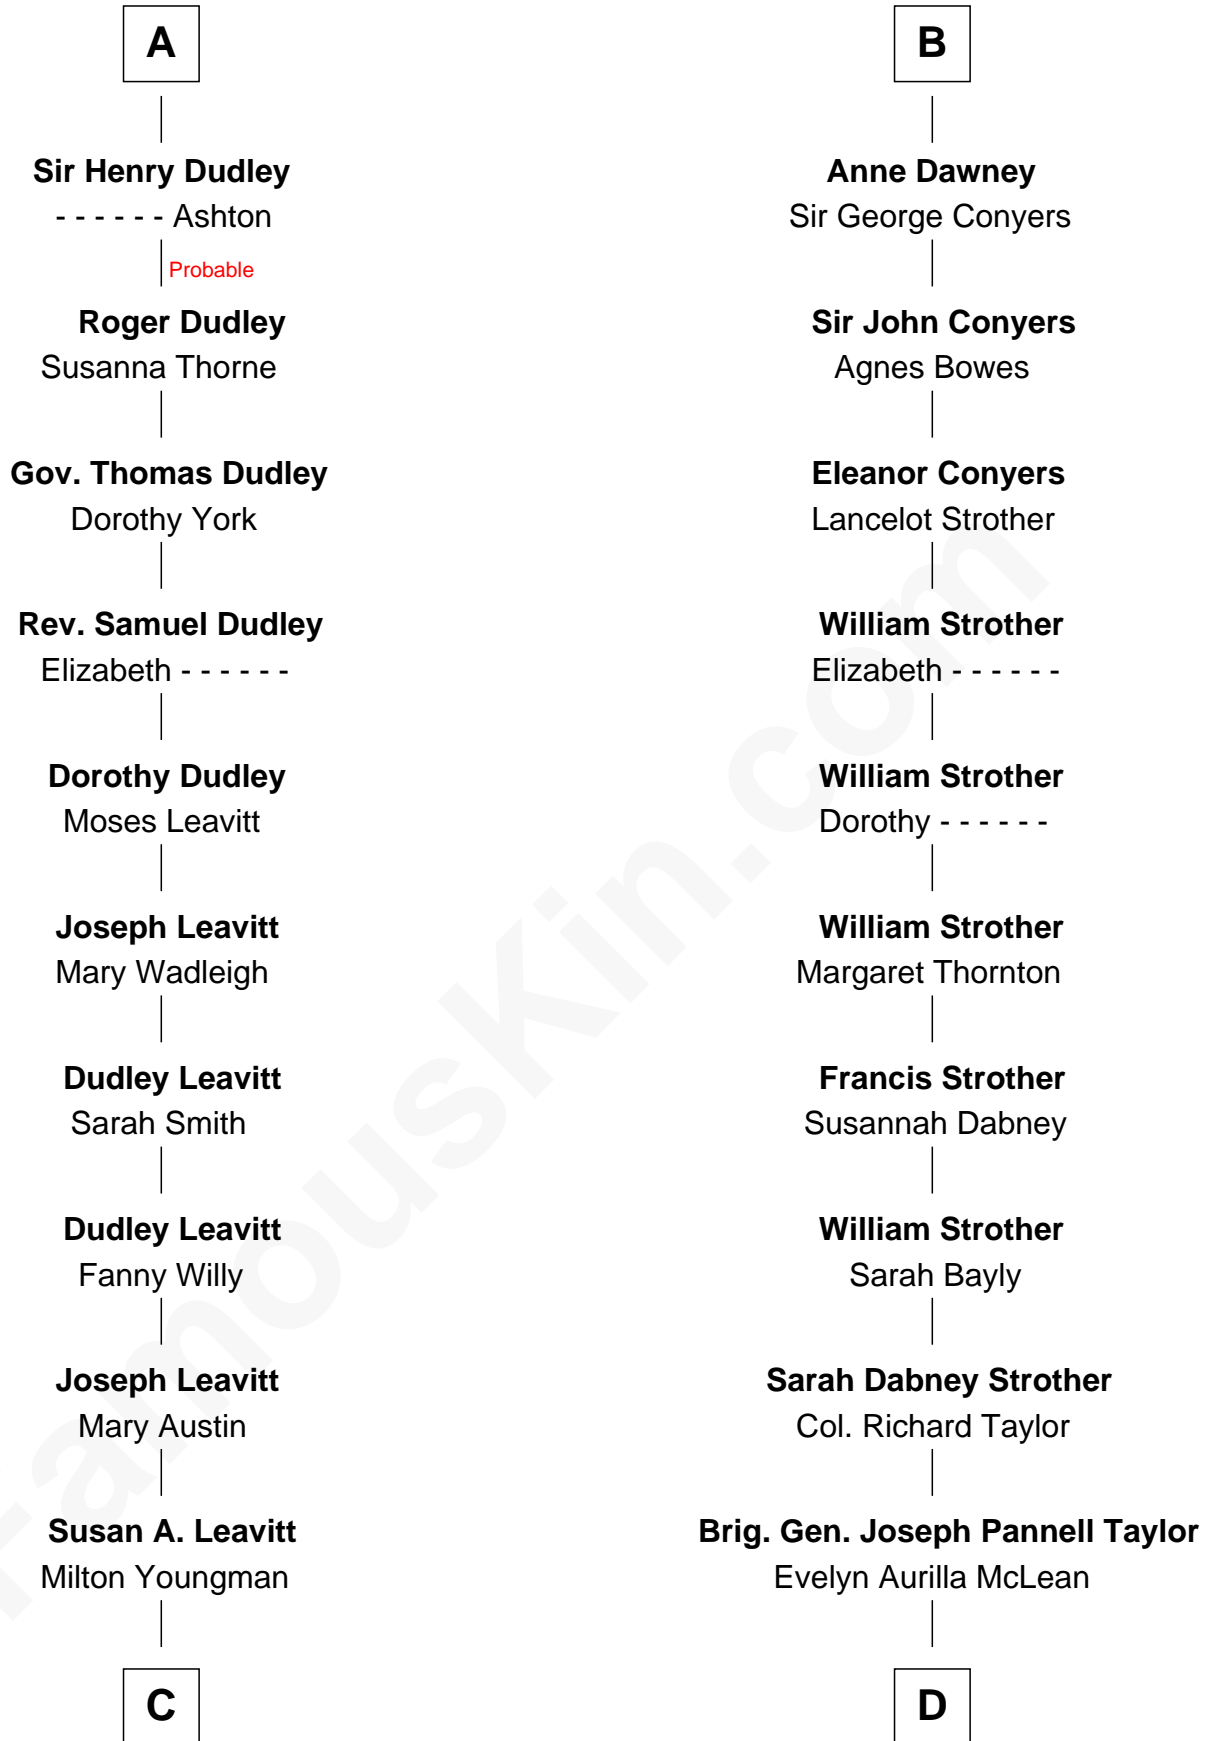 A
Sir Henry Dudley
- - - - - - Ashton
Probable
Roger Dudley
Susanna Thorne
Gov. Thomas Dudley
Dorothy York
Rev. Samuel Dudley
Elizabeth - - - - - -
Dorothy Dudley
Moses Leavitt
Joseph Leavitt
Mary Wadleigh
Dudley Leavitt
Sarah Smith
Dudley Leavitt
Fanny Willy
Joseph Leavitt
Mary Austin
Susan A. Leavitt
Milton Youngman
C
B
Anne Dawney
Sir George Conyers
Sir John Conyers
Agnes Bowes
Eleanor Conyers
Lancelot Strother
William Strother
Elizabeth - - - - - -
William Strother
Dorothy - - - - - -
William Strother
Margaret Thornton
Francis Strother
Susannah Dabney
William Strother
Sarah Bayly
Sarah Dabney Strother
Col. Richard Taylor
Brig. Gen. Joseph Pannell Taylor
Evelyn Aurilla McLean
D
FamousKin.com